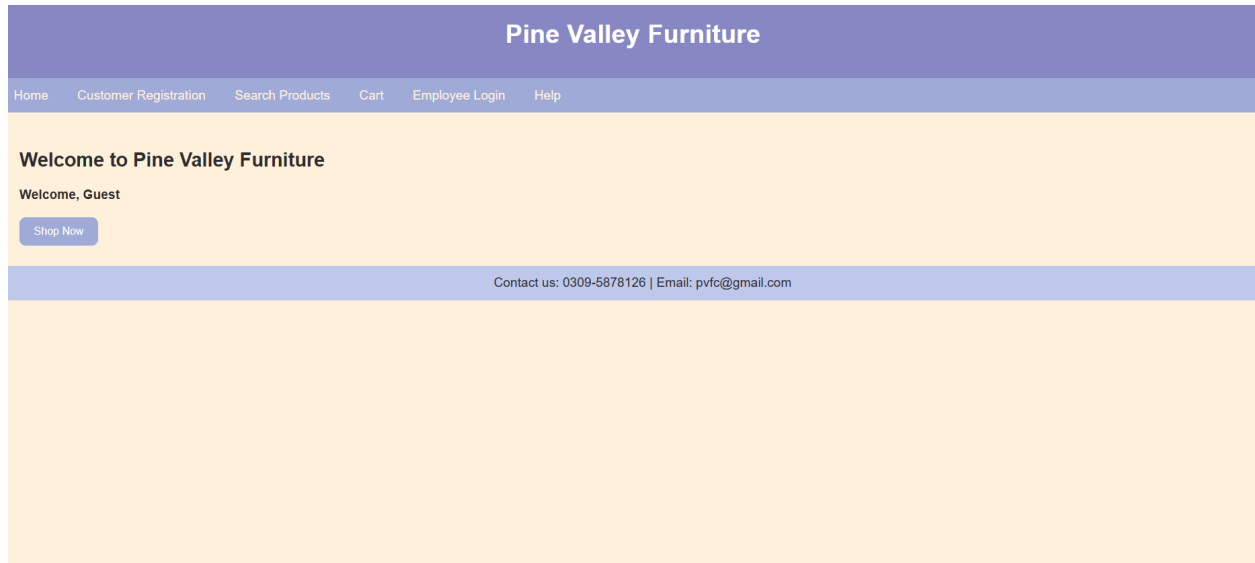 Pine Valley Furniture
Home Customer Registration Search Products Cart Employee Login Help
Welcome to Pine Valley Furniture
Welcome, Guest
Shop Now
Contact us: 0309-5878126 | Email: pvfc@gmail.com